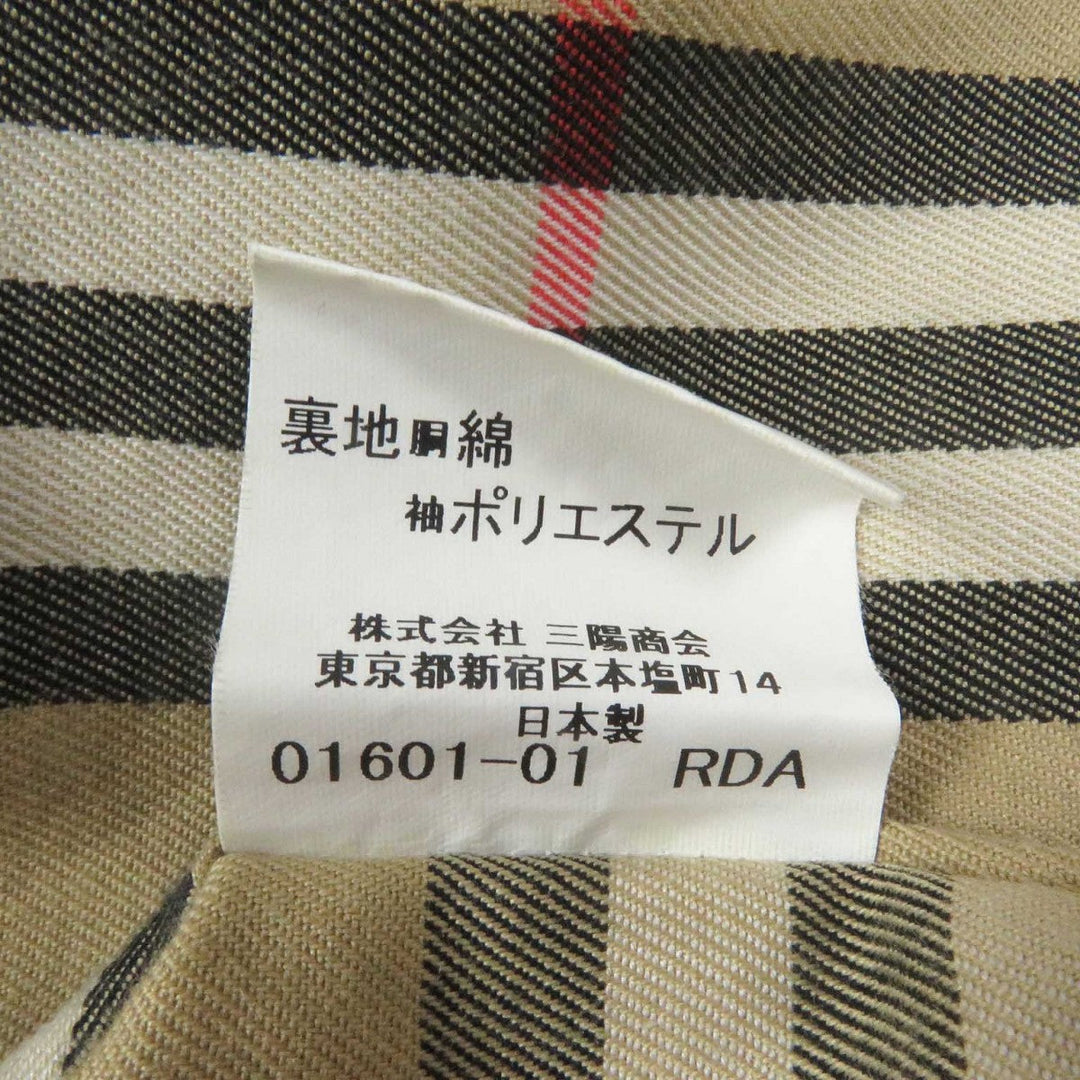 裏地胴綿
袖ポリエステル
株式会社 三陽商会
東京都新宿区本塩町14
日本製
01601-01 RDA